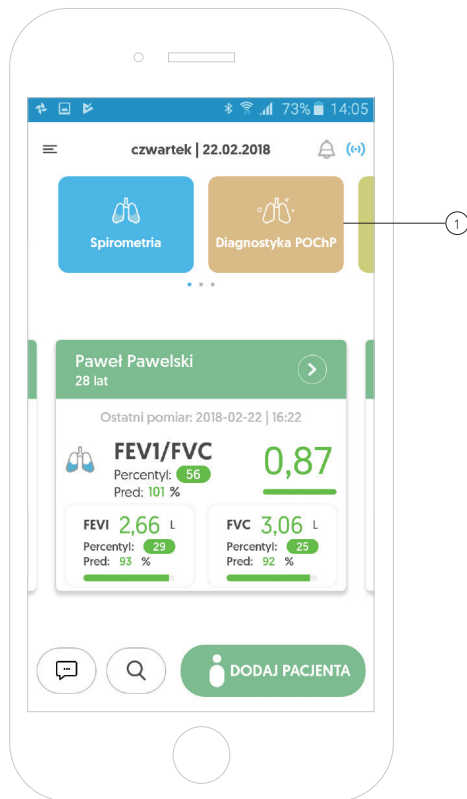 73% 14:05
czwartek | 22.02.2018
Spirometria
Diagnostyka POChP
1
Paweł Pawelski
28 lat
Ostatni pomiar: 2018-02-22 | 16:22
FEV1/FVC
0,87
Percentyl: 56
Pred: 101 %
FEVI 2,66 L
Percentyl: 29
Pred: 93 %
FVC 3,06 L
Percentyl: 25
Pred: 92 %
DODAJ PACJENTA